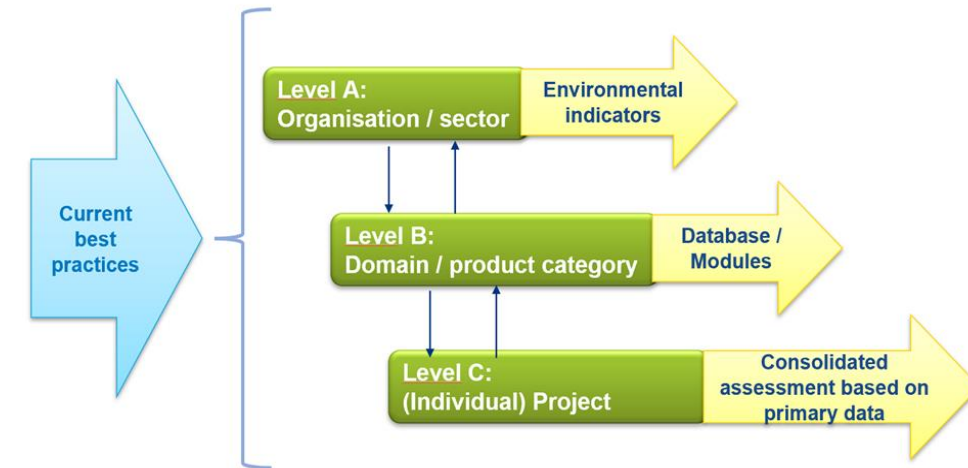 Current
best
practices
Level A:
Organisation / sector
Environmental
indicators
Level B:
Domain / product category
Database /
Modules
Level C:
(Individual) Project
Consolidated
assessment based on
primary data